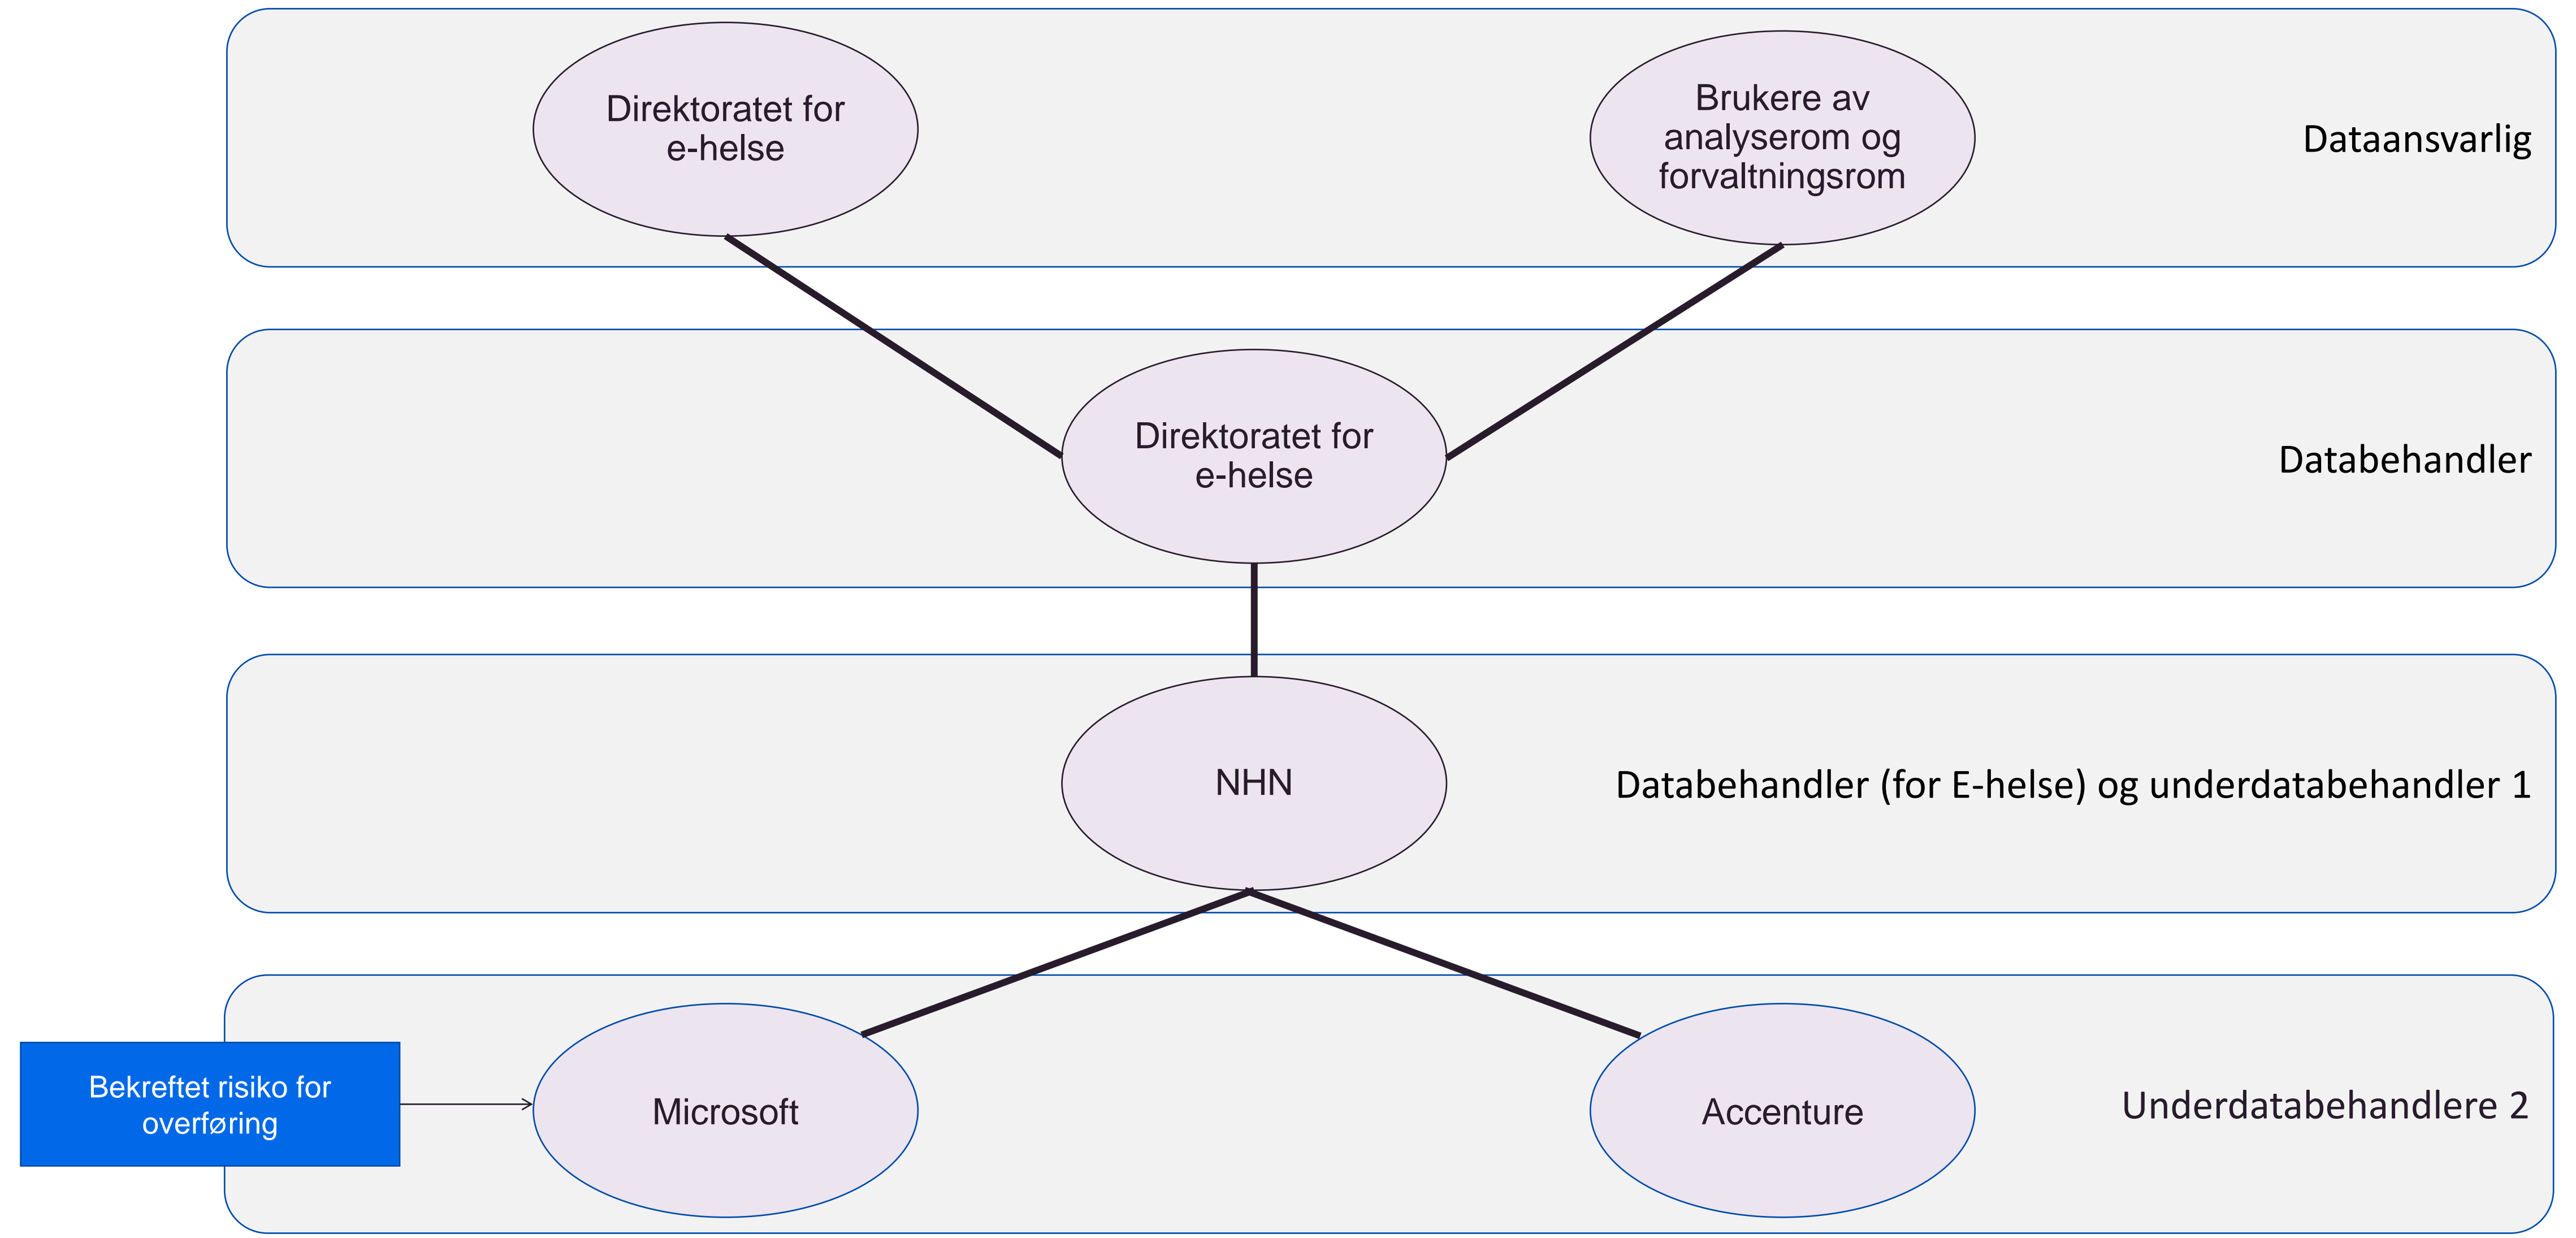 Direktoratet for
e-helse
Brukere av
analyserom og
forvaltningsrom
Dataansvarlig
Direktoratet for
e-helse
Databehandler
NHN
Databehandler (for E-helse) og underdatabehandler 1
Bekreftet risiko for
overføring
Microsoft
Accenture
Underdatabehandlere 2